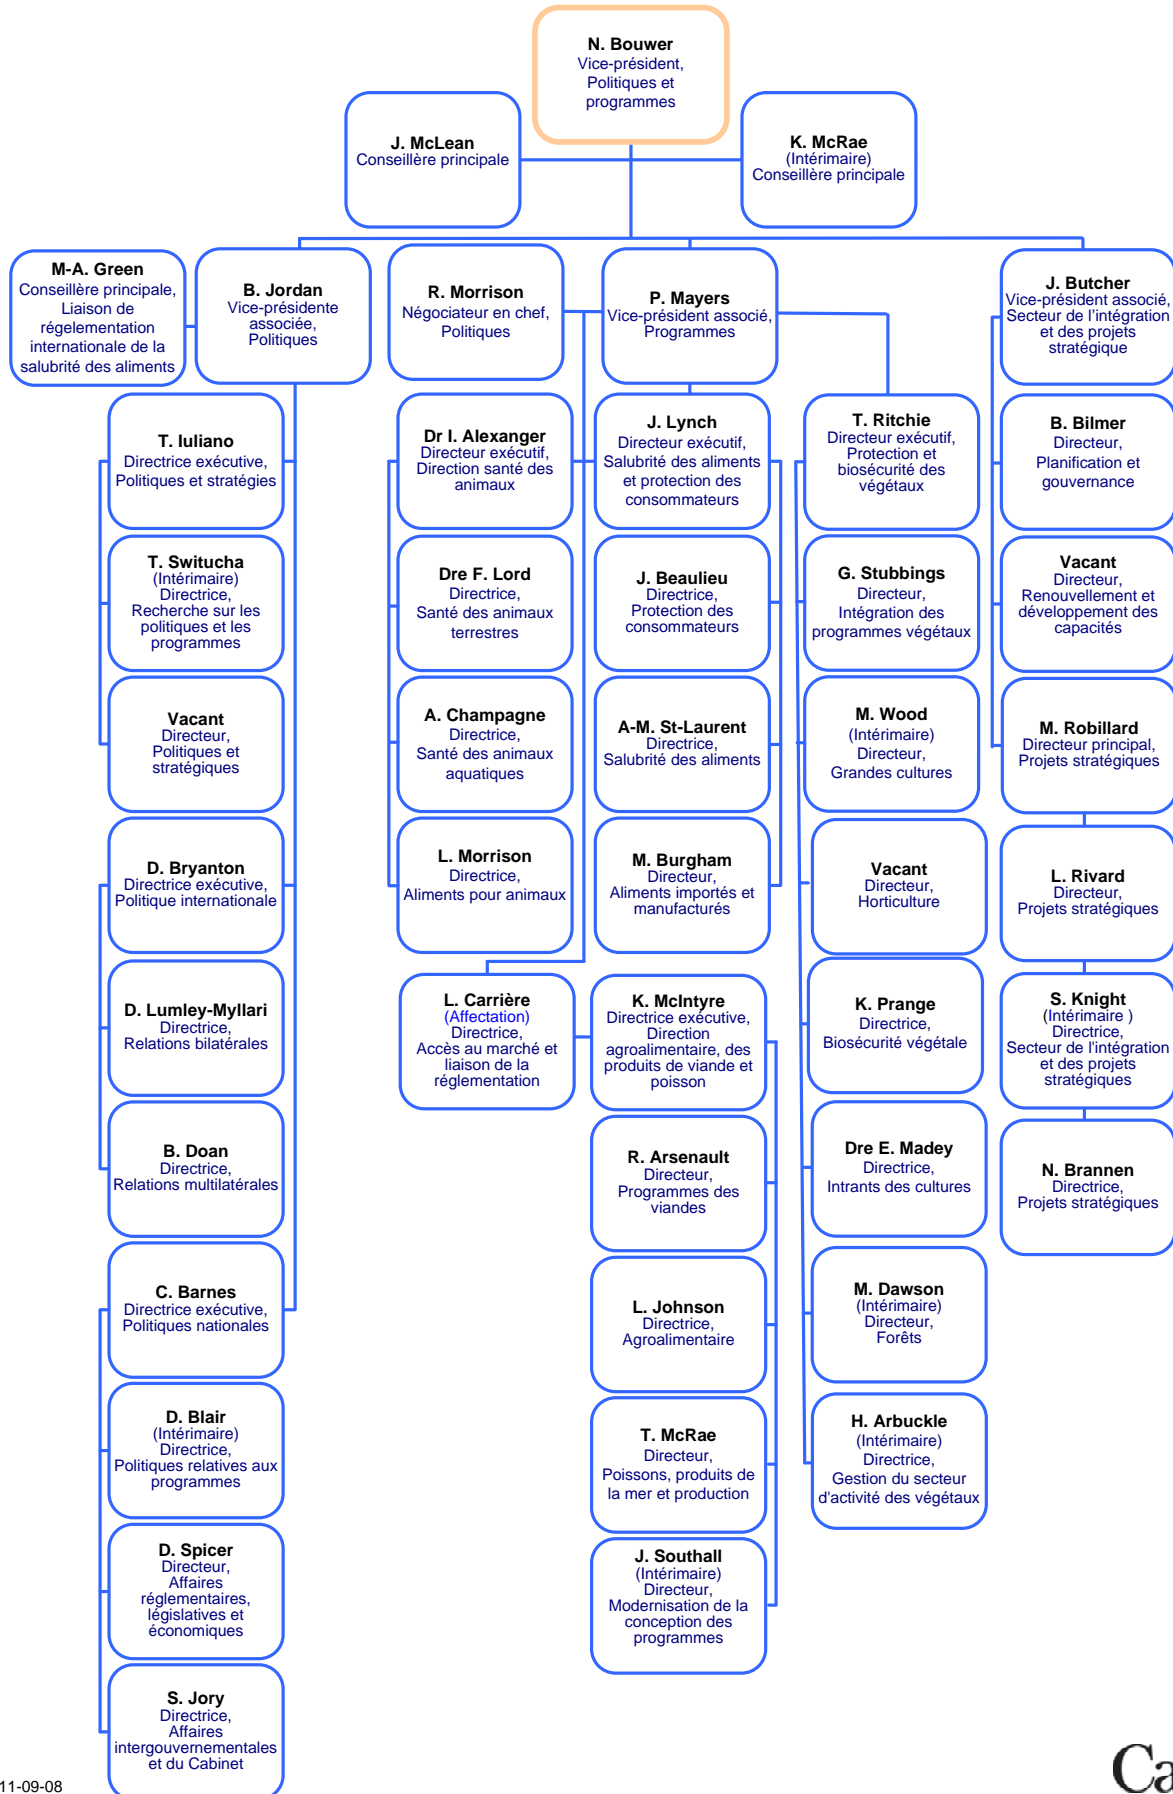 N. Bouwer
Vice-président,
Politiques et
programmes
J. McLean
Conseillère principale
K. McRae
(Intérimaire)
Conseillère principale
M-A. Green
Conseillère principale,
Liaison de
régelementation
internationale de la
salubrité des aliments
B. Jordan
Vice-présidente
associée,
Politiques
R. Morrison
Négociateur en chef,
Politiques
P. Mayers
Vice-président associé,
Programmes
J. Butcher
Vice-président associé,
Secteur de l'intégration
et des projets
stratégique
T. Iuliano
Directrice exécutive,
Politiques et stratégies
T. Switucha
(Intérimaire)
Directrice,
Recherche sur les
politiques et les
programmes
Vacant
Directeur,
Politiques et
stratégiques
D. Bryanton
Directrice exécutive,
Politique internationale
D. Lumley-Myllari
Directrice,
Relations bilatérales
B. Doan
Directrice,
Relations multilatérales
C. Barnes
Directrice exécutive,
Politiques nationales
D. Blair
(Intérimaire)
Directrice,
Politiques relatives aux
programmes
D. Spicer
Directeur,
Affaires
réglementaires,
législatives et
économiques
S. Jory
Directrice,
Affaires
intergouvernementales
et du Cabinet
Dr I. Alexanger
Directeur exécutif,
Direction santé des
animaux
Dre F. Lord
Directrice,
Santé des animaux
terrestres
A. Champagne
Directrice,
Santé des animaux
aquatiques
L. Morrison
Directrice,
Aliments pour animaux
L. Carrière
(Affectation)
Directrice,
Accès au marché et
liaison de la
réglementation
J. Lynch
Directeur exécutif,
Salubrité des aliments
et protection des
consommateurs
J. Beaulieu
Directrice,
Protection des
consommateurs
A-M. St-Laurent
Directrice,
Salubrité des aliments
M. Burgham
Directeur,
Aliments importés et
manufacturés
K. McIntyre
Directrice exécutive,
Direction
agroalimentaire, des
produits de viande et
poisson
R. Arsenault
Directeur,
Programmes des
viandes
L. Johnson
Directrice,
Agroalimentaire
T. McRae
Directeur,
Poissons, produits de
la mer et production
J. Southall
(Intérimaire)
Directeur,
Modernisation de la
conception des
programmes
T. Ritchie
Directeur exécutif,
Protection et
biosécurité des
végétaux
G. Stubbings
Directeur,
Intégration des
programmes végétaux
M. Wood
(Intérimaire)
Directeur,
Grandes cultures
Vacant
Directeur,
Horticulture
K. Prange
Directrice,
Biosécurité végétale
Dre E. Madey
Directrice,
Intrants des cultures
M. Dawson
(Intérimaire)
Directeur,
Forêts
H. Arbuckle
(Intérimaire)
Directrice,
Gestion du secteur
d'activité des végétaux
B. Bilmer
Directeur,
Planification et
gouvernance
Vacant
Directeur,
Renouvellement et
développement des
capacités
M. Robillard
Directeur principal,
Projets stratégiques
L. Rivard
Directeur,
Projets stratégiques
S. Knight
(Intérimaire )
Directrice,
Secteur de l'intégration
et des projets
stratégiques
N. Brannen
Directrice,
Projets stratégiques
11-09-08
Ca